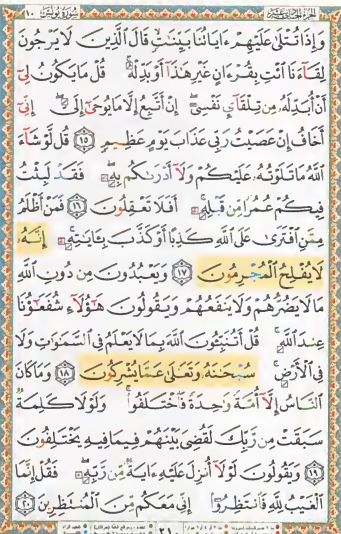 الجزء الحادي عشر سورة يونس ١٠
وَإِذَا تُتْلَىٰ عَلَيْهِمْ ءَايَاتُنَا بَيِّنَٰتٍ قَالَ ٱلَّذِينَ لَا يَرْجُونَ
لِقَآءَنَا ٱئْتِ بِقُرْءَانٍ غَيْرِ هَٰذَآ أَوْ بَدِّلْهُ ۚ قُلْ مَا يَكُونُ لِىٓ
أَنْ أُبَدِّلَهُۥ مِن تِلْقَآئِ نَفْسِىٓ ۖ إِنْ أَتَّبِعُ إِلَّا مَا يُوحَىٰٓ إِلَىَّ ۖ إِنِّىٓ
أَخَافُ إِنْ عَصَيْتُ رَبِّى عَذَابَ يَوْمٍ عَظِيمٍ ١٥ قُل لَّوْ شَآءَ
ٱللَّهُ مَا تَلَوْتُهُۥ عَلَيْكُمْ وَلَآ أَدْرَىٰكُم بِهِۦ ۖ فَقَدْ لَبِثْتُ
فِيكُمْ عُمُرًا مِّن قَبْلِهِۦٓ ۚ أَفَلَا تَعْقِلُونَ ١٦ فَمَنْ أَظْلَمُ
مِمَّنِ ٱفْتَرَىٰ عَلَى ٱللَّهِ كَذِبًا أَوْ كَذَّبَ بِـَٔايَٰتِهِۦٓ ۚ إِنَّهُۥ
لَا يُفْلِحُ ٱلْمُجْرِمُونَ ١٧ وَيَعْبُدُونَ مِن دُونِ ٱللَّهِ
مَا لَا يَضُرُّهُمْ وَلَا يَنفَعُهُمْ وَيَقُولُونَ هَٰٓؤُلَآءِ شُفَعَٰٓؤُنَا
عِندَ ٱللَّهِ ۚ قُلْ أَتُنَبِّـُٔونَ ٱللَّهَ بِمَا لَا يَعْلَمُ فِى ٱلسَّمَٰوَٰتِ وَلَا
فِى ٱلْأَرْضِ ۚ سُبْحَٰنَهُۥ وَتَعَٰلَىٰ عَمَّا يُشْرِكُونَ ١٨ وَمَا كَانَ
ٱلنَّاسُ إِلَّآ أُمَّةً وَٰحِدَةً فَٱخْتَلَفُوا۟ ۚ وَلَوْلَا كَلِمَةٌ
سَبَقَتْ مِن رَّبِّكَ لَقُضِىَ بَيْنَهُمْ فِيمَا فِيهِ يَخْتَلِفُونَ
١٩ وَيَقُولُونَ لَوْلَآ أُنزِلَ عَلَيْهِ ءَايَةٌ مِّن رَّبِّهِۦ ۖ فَقُلْ إِنَّمَا
ٱلْغَيْبُ لِلَّهِ فَٱنتَظِرُوٓا۟ إِنِّى مَعَكُم مِّنَ ٱلْمُنتَظِرِينَ ٢٠
٢١٠